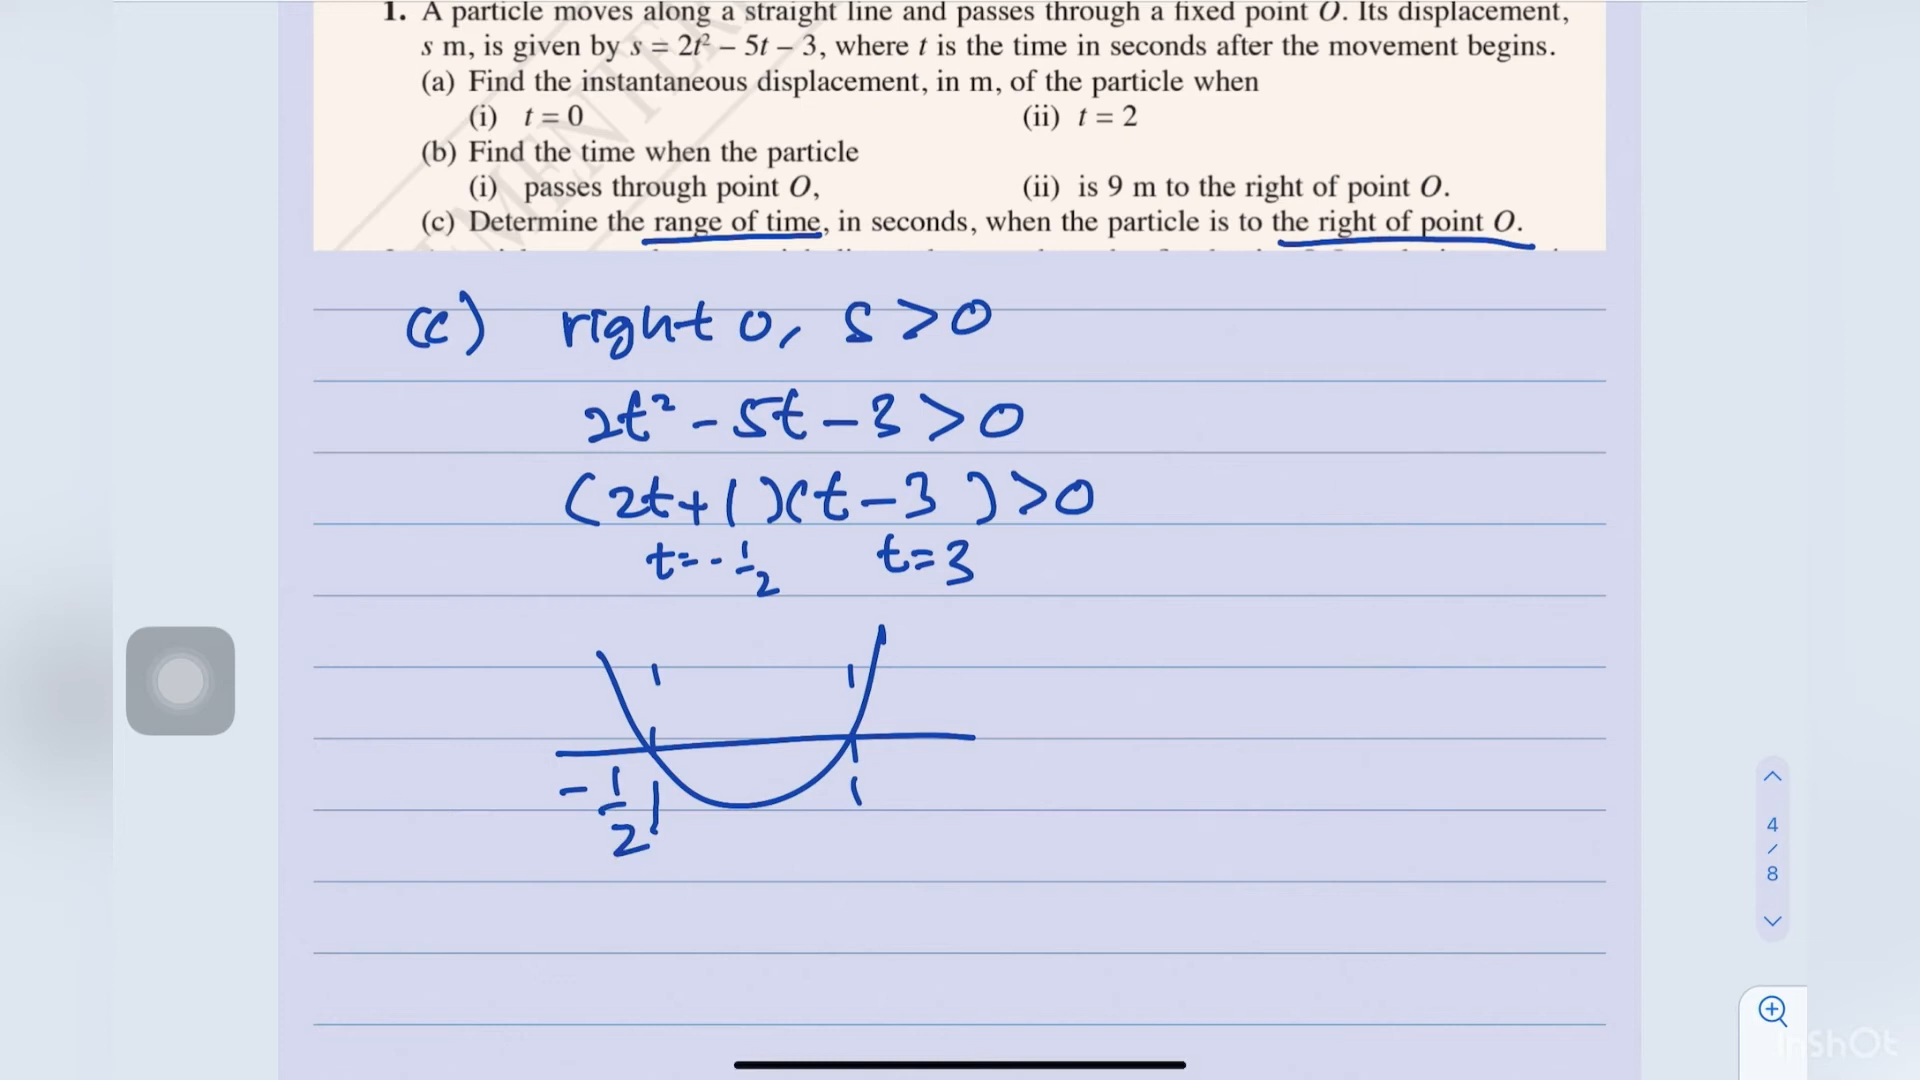 1. A particle moves along a straight line and passes through a fixed point O. Its displacement,
s m, is given by s = 2t² – 5t – 3, where t is the time in seconds after the movement begins.
(a) Find the instantaneous displacement, in m, of the particle when
(i) t = 0 (ii) t = 2
(b) Find the time when the particle
(i) passes through point O, (ii) is 9 m to the right of point O.
(c) Determine the range of time, in seconds, when the particle is to the right of point O.
(c) right o, s > 0
2t² - 5t - 3 > 0
(2t+1)(t-3) > 0
t = -1/2 t = 3
-1/2
4
/
8
InShOt